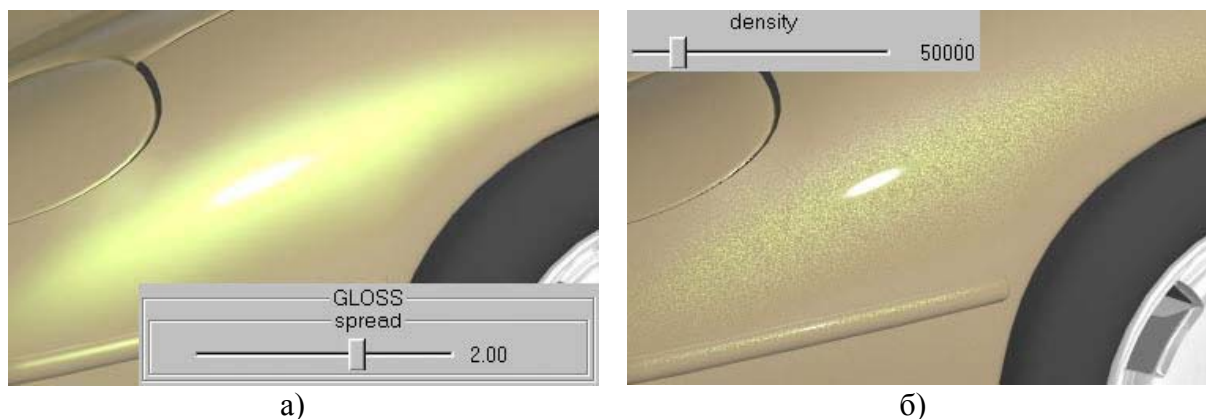 GLOSS
spread
2.00
density
50000
а)
б)